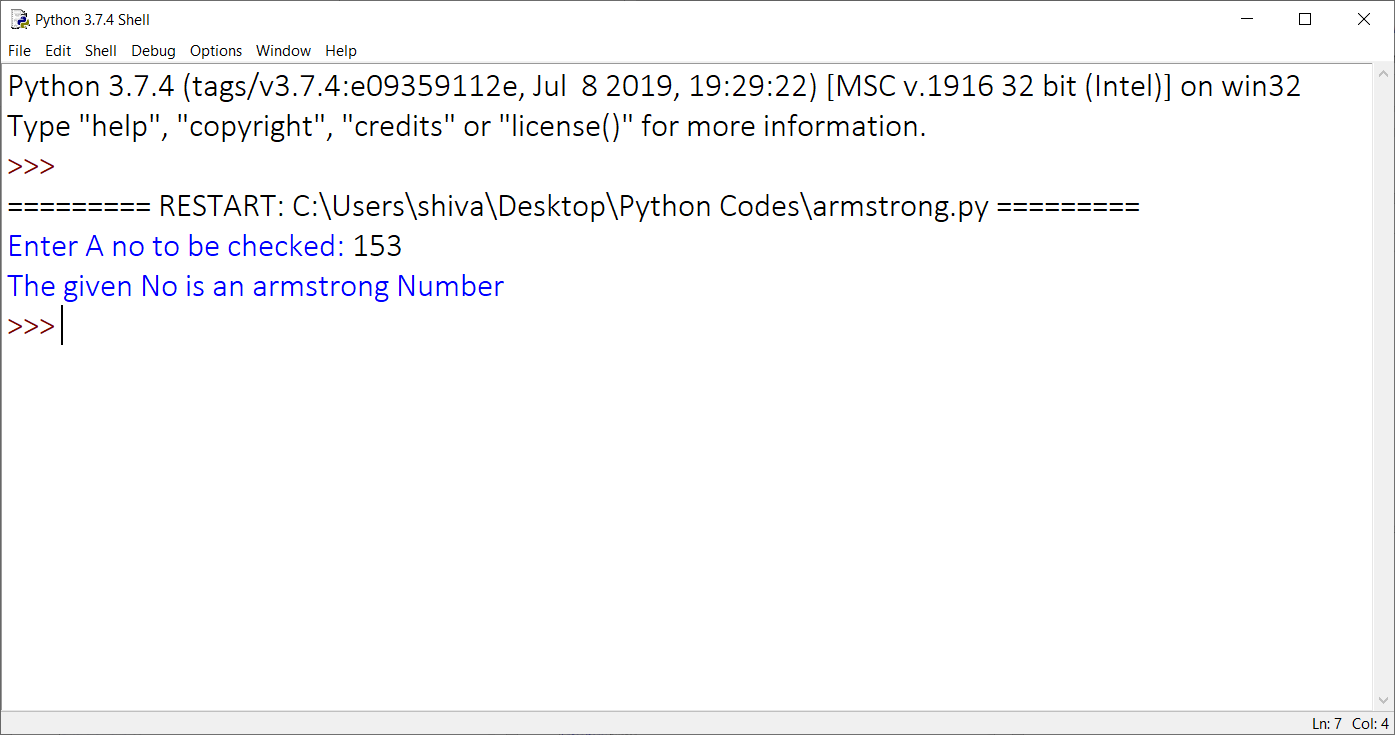 Python 3.7.4 Shell
File Edit Shell Debug Options Window Help
Python 3.7.4 (tags/v3.7.4:e09359112e, Jul  8 2019, 19:29:22) [MSC v.1916 32 bit (Intel)] on win32
Type "help", "copyright", "credits" or "license()" for more information.
>>>
========= RESTART: C:\Users\shiva\Desktop\Python Codes\armstrong.py =========
Enter A no to be checked: 153
The given No is an armstrong Number
>>>
Ln: 7 Col: 4